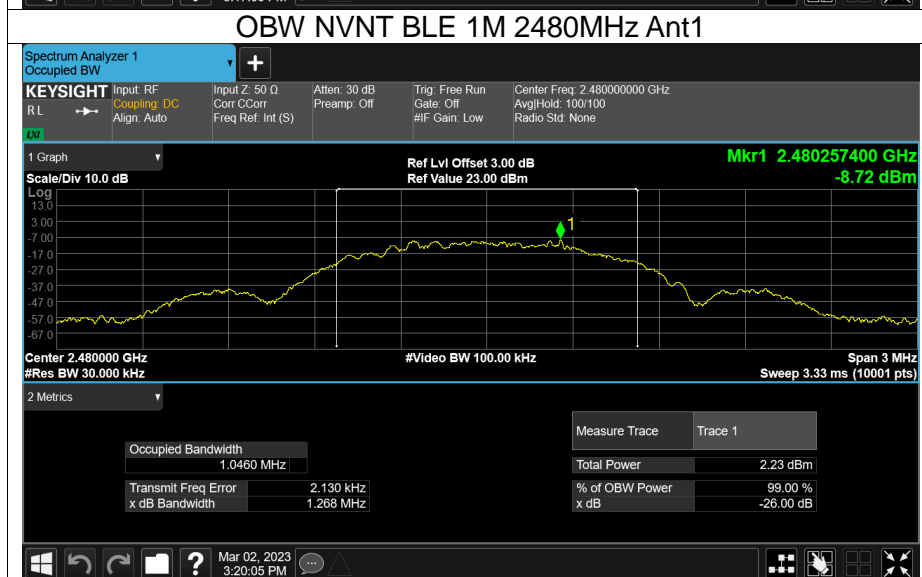 OBW NVNT BLE 1M 2480MHz Ant1
Spectrum Analyzer 1
Occupied BW
KEYSIGHT
R L
LXI
Input: RF
Coupling: DC
Align: Auto
Input Z: 50 Ω
Corr CCorr
Freq Ref: Int (S)
Atten: 30 dB
Preamp: Off
Trig: Free Run
Gate: Off
#IF Gain: Low
Center Freq: 2.480000000 GHz
Avg|Hold: 100/100
Radio Std: None
1 Graph
Scale/Div 10.0 dB
Ref Lvl Offset 3.00 dB
Ref Value 23.00 dBm
Mkr1 2.480257400 GHz
-8.72 dBm
Log
13.0
3.00
-7.00
-17.0
-27.0
-37.0
-47.0
-57.0
-67.0
1
Center 2.480000 GHz
#Res BW 30.000 kHz
#Video BW 100.00 kHz
Span 3 MHz
Sweep 3.33 ms (10001 pts)
2 Metrics
Measure Trace Trace 1
Occupied Bandwidth
1.0460 MHz
Total Power 2.23 dBm
Transmit Freq Error 2.130 kHz
% of OBW Power 99.00 %
x dB Bandwidth 1.268 MHz
x dB -26.00 dB
?
Mar 02, 2023
3:20:05 PM